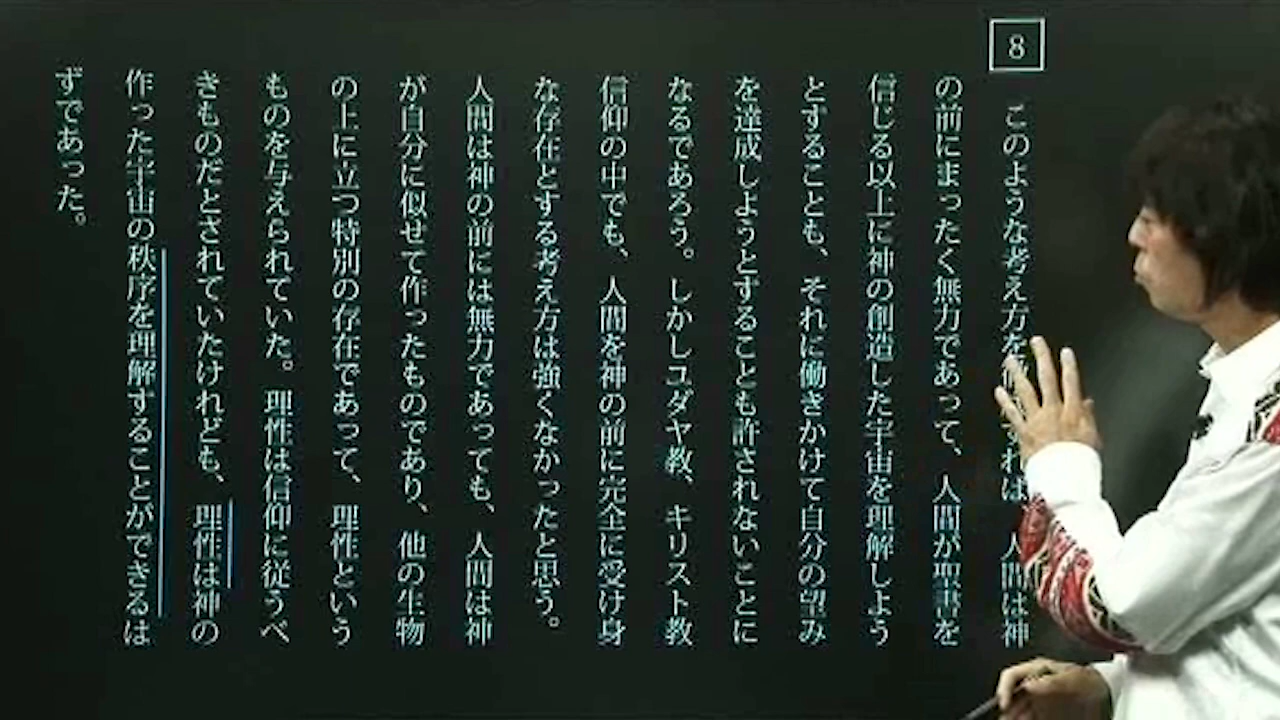 8
このような考え方を すれば、人間は神
の前にまったく無力であって、人間が聖書を
信じる以上に神の創造した宇宙を理解しよう
とすることも、それに働きかけて自分の望み
を達成しようとすることも許されないことに
なるであろう。しかしユダヤ教、キリスト教
信仰の中でも、人間を神の前に完全に受け身
な存在とする考え方は強くなかったと思う。
人間は神の前には無力であっても、人間は神
が自分に似せて作ったものであり、他の生物
の上に立つ特別の存在であって、理性という
ものを与えられていた。理性は信仰に従うべ
きものだとされていたけれども、理性は神の
作った宇宙の秩序を理解することができるは
ずであった。